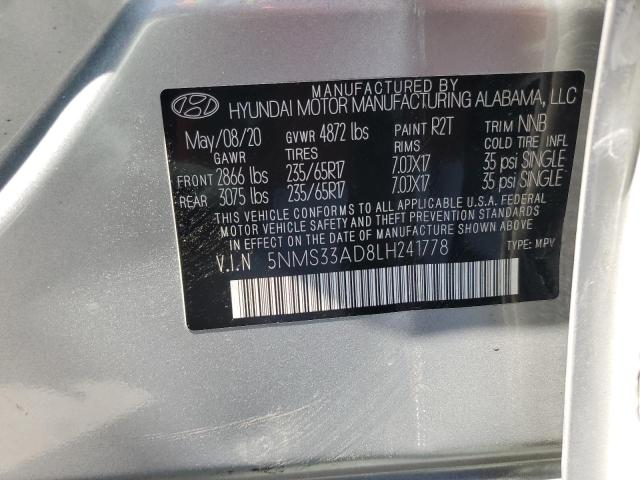 MANUFACTURED BY
HYUNDAI MOTOR MANUFACTURING ALABAMA, LLC
May/08/20 GVWR 4872 lbs PAINT R2T TRIM NNB
GAWR TIRES RIMS COLD TIRE INFL
FRONT 2866 lbs 235/65R17 7.0JX17 35 psi SINGLE
REAR 3075 lbs 235/65R17 7.0JX17 35 psi SINGLE
THIS VEHICLE CONFORMS TO ALL APPLICABLE U.S.A. FEDERAL
MOTOR VEHICLE SAFETY, BUMPER, AND THEFT PREVENTION STANDARDS
IN EFFECT ON THE DATE OF MANUFACTURE SHOWN ABOVE
V.I.N 5NMS33AD8LH241778 TYPE: MPV